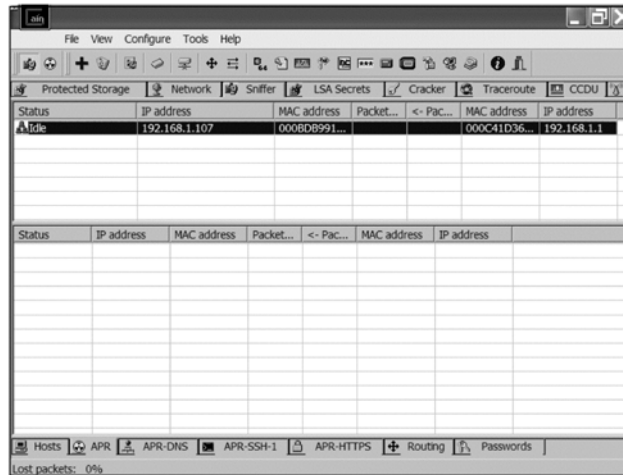 ain
File View Configure Tools Help
Protected Storage Network Sniffer LSA Secrets Cracker Traceroute CCDU
Status IP address MAC address Packet... <- Pac... MAC address IP address
Idle 192.168.1.107 000BDB991... 000C41D36... 192.168.1.1
Status IP address MAC address Packet... <- Pac... MAC address IP address
Hosts APR APR-DNS APR-SSH-1 APR-HTTPS Routing Passwords
Lost packets: 0%